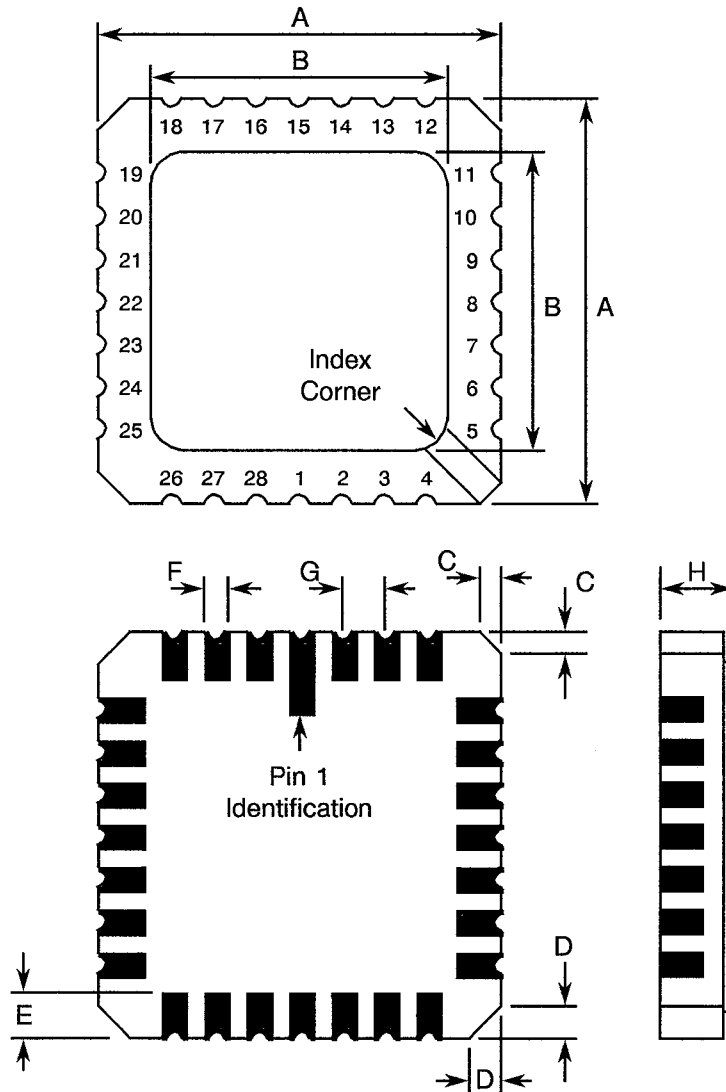 A
B
18 17 16 15 14 13 12
19 11
20 10
21 9
22 8
23 7
24 6
25 5
B
A
Index
Corner
26 27 28 1 2 3 4
F G C
C
H
Pin 1
Identification
D
E
D